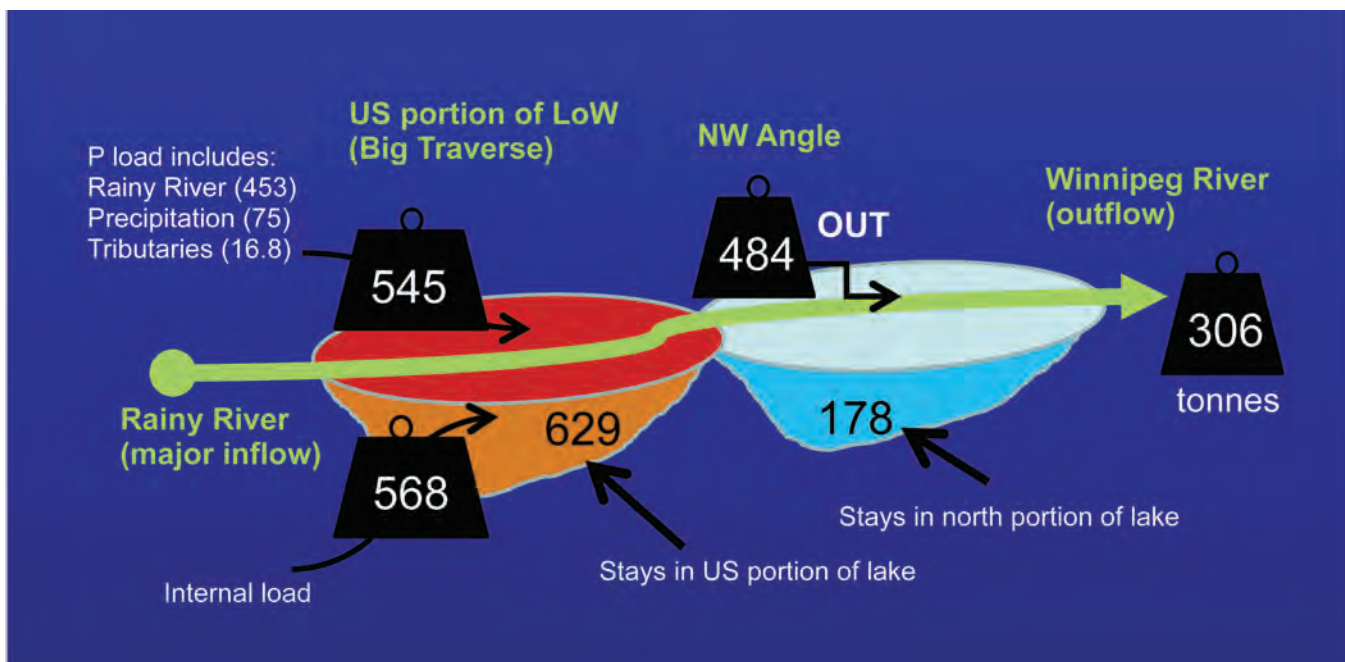 US portion of LoW
(Big Traverse)
P load includes:
Rainy River (453)
Precipitation (75)
Tributaries (16.8)
545
NW Angle
484
OUT
Winnipeg River
(outflow)
306
tonnes
Rainy River
(major inflow)
568
629
178
Internal load
Stays in US portion of lake
Stays in north portion of lake